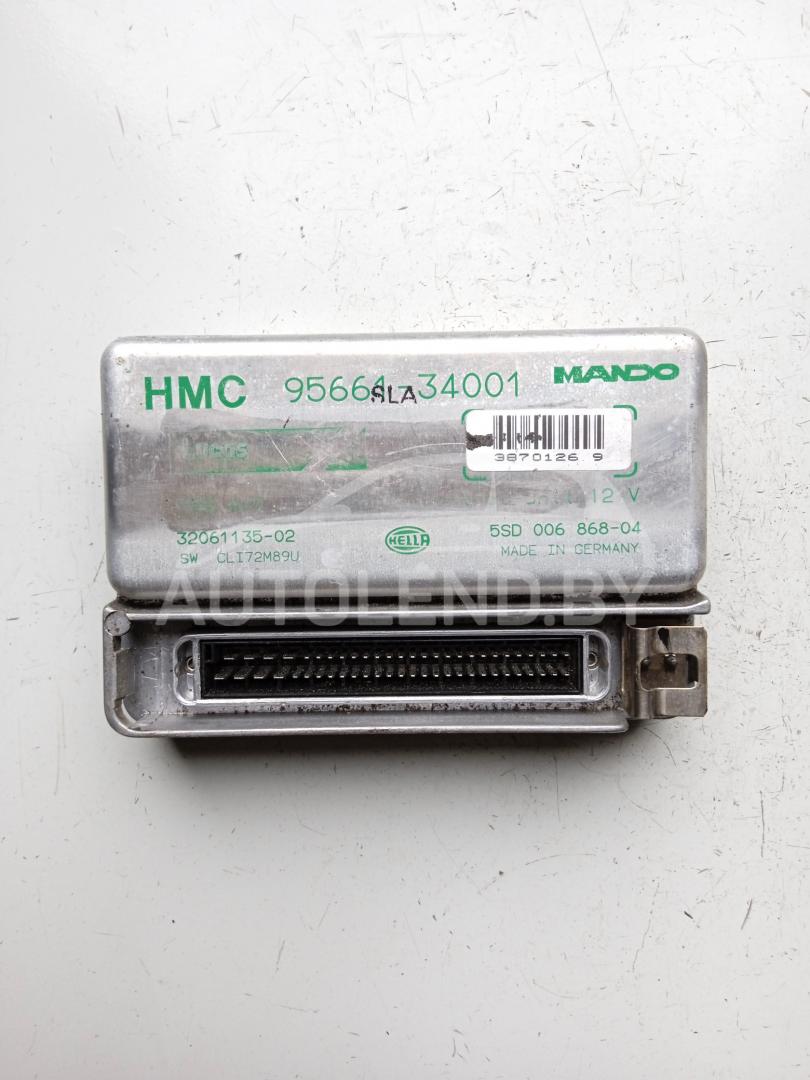 HMC 95661-34001 MANDO
SLA
3870126.9
12 V
32061135-02 HELLA 5SD 006 868-04
SW CLI72M89U MADE IN GERMANY
AUTOLEND.BY